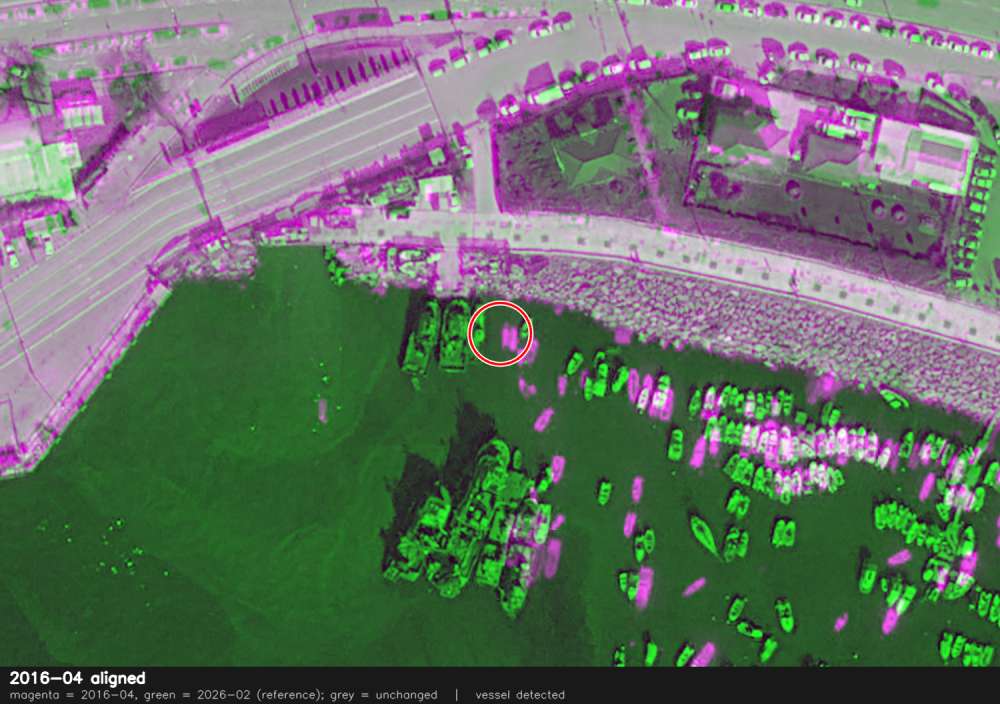 2016-04 aligned
magenta = 2016-04, green = 2026-02 (reference); grey = unchanged | vessel detected